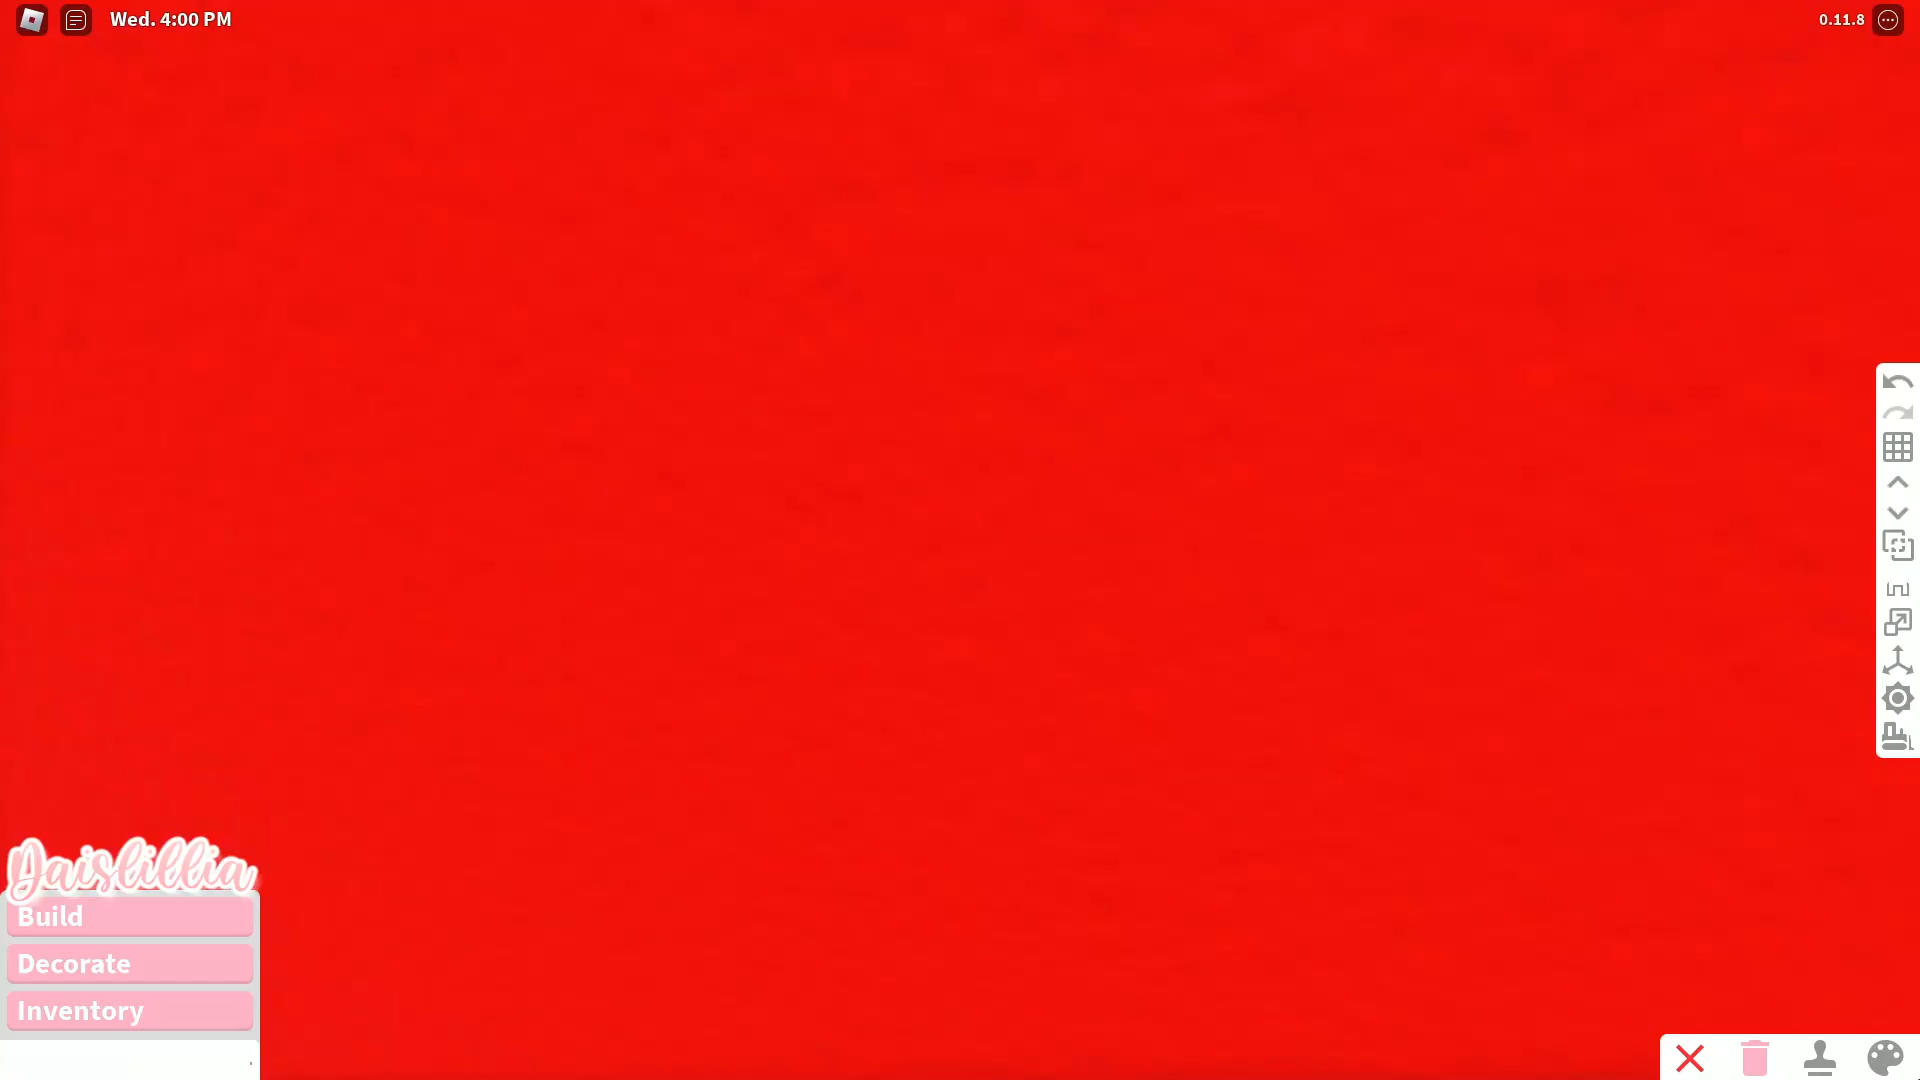 Wed. 4:00 PM
0.11.8
Daislillia
Build
Decorate
Inventory